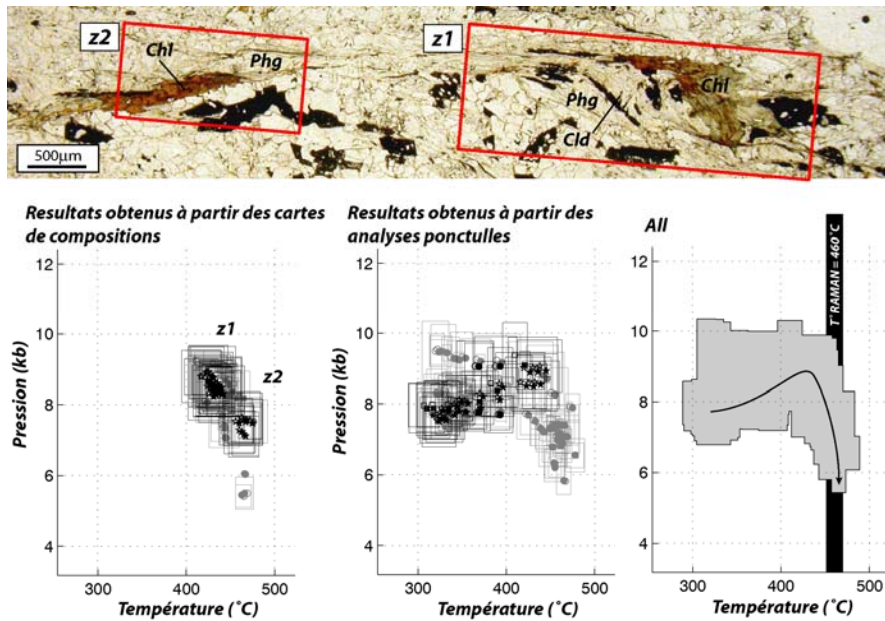 z2
z1
Chl
Phg
Chl
Phg
Cld
500µm
Resultats obtenus à partir des cartes
de compositions
Resultats obtenus à partir des
analyses ponctulles
All
12
10
8
6
4
Pression (kb)
z1
z2
300 400 500
Température (˚C)
12
10
8
6
4
Pression (kb)
300 400 500
Température (˚C)
T˚ RAMAN = 460˚C
12
10
8
6
4
300 400 500
Température (˚C)